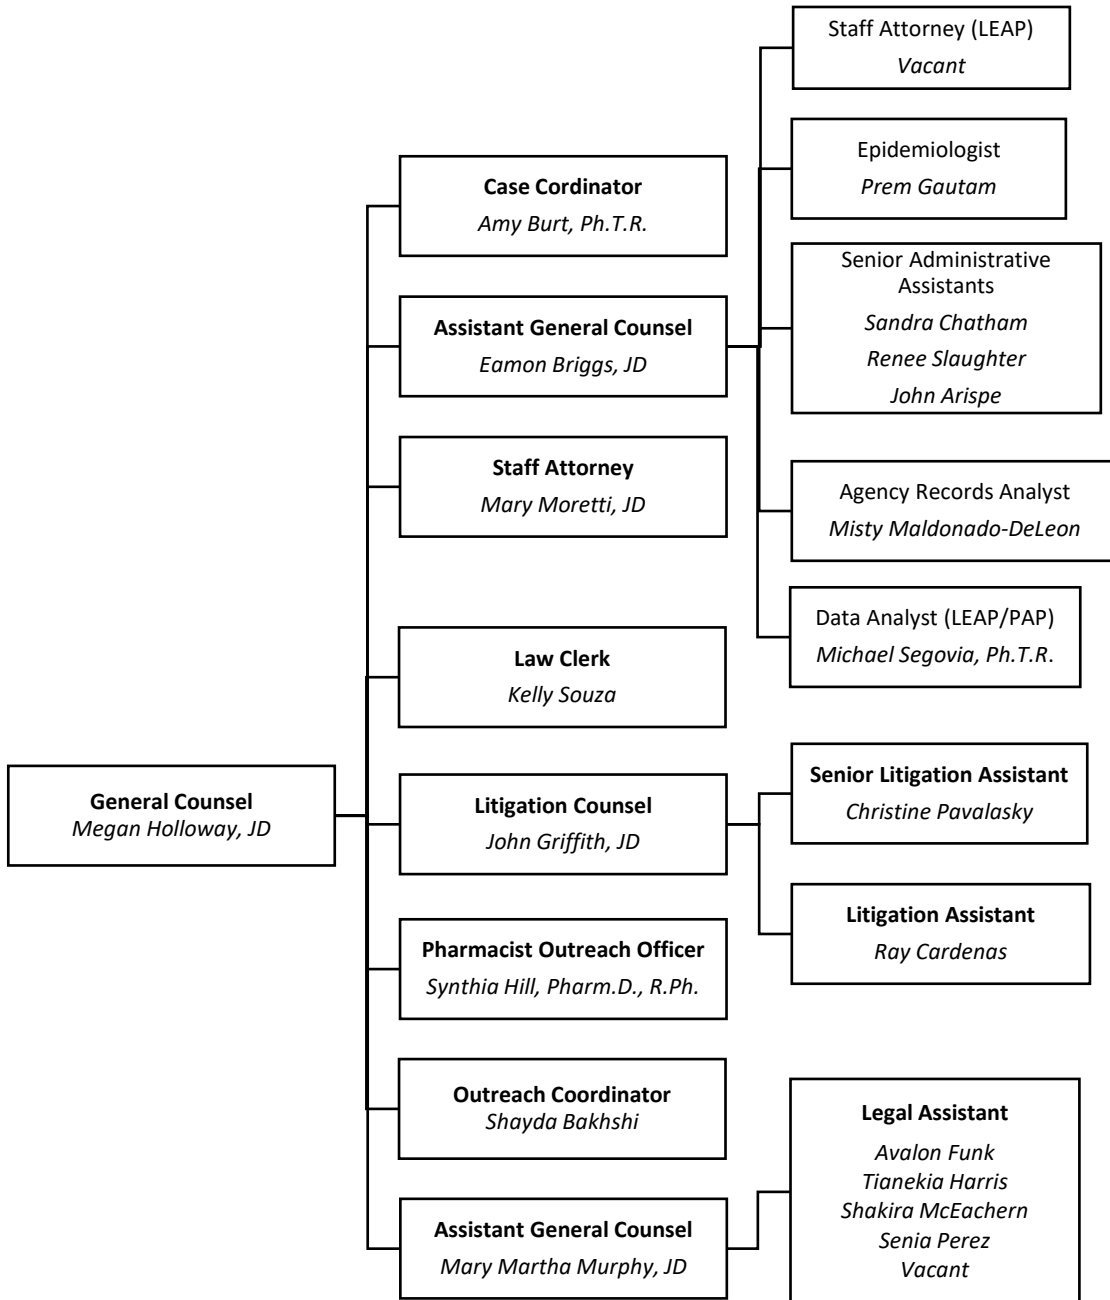 General Counsel
Megan Holloway, JD
Case Cordinator
Amy Burt, Ph.T.R.
Assistant General Counsel
Eamon Briggs, JD
Staff Attorney
Mary Moretti, JD
Law Clerk
Kelly Souza
Litigation Counsel
John Griffith, JD
Pharmacist Outreach Officer
Synthia Hill, Pharm.D., R.Ph.
Outreach Coordinator
Shayda Bakhshi
Assistant General Counsel
Mary Martha Murphy, JD
Staff Attorney (LEAP)
Vacant
Epidemiologist
Prem Gautam
Senior Administrative
Assistants
Sandra Chatham
Renee Slaughter
John Arispe
Agency Records Analyst
Misty Maldonado-DeLeon
Data Analyst (LEAP/PAP)
Michael Segovia, Ph.T.R.
Senior Litigation Assistant
Christine Pavalasky
Litigation Assistant
Ray Cardenas
Legal Assistant
Avalon Funk
Tianekia Harris
Shakira McEachern
Senia Perez
Vacant